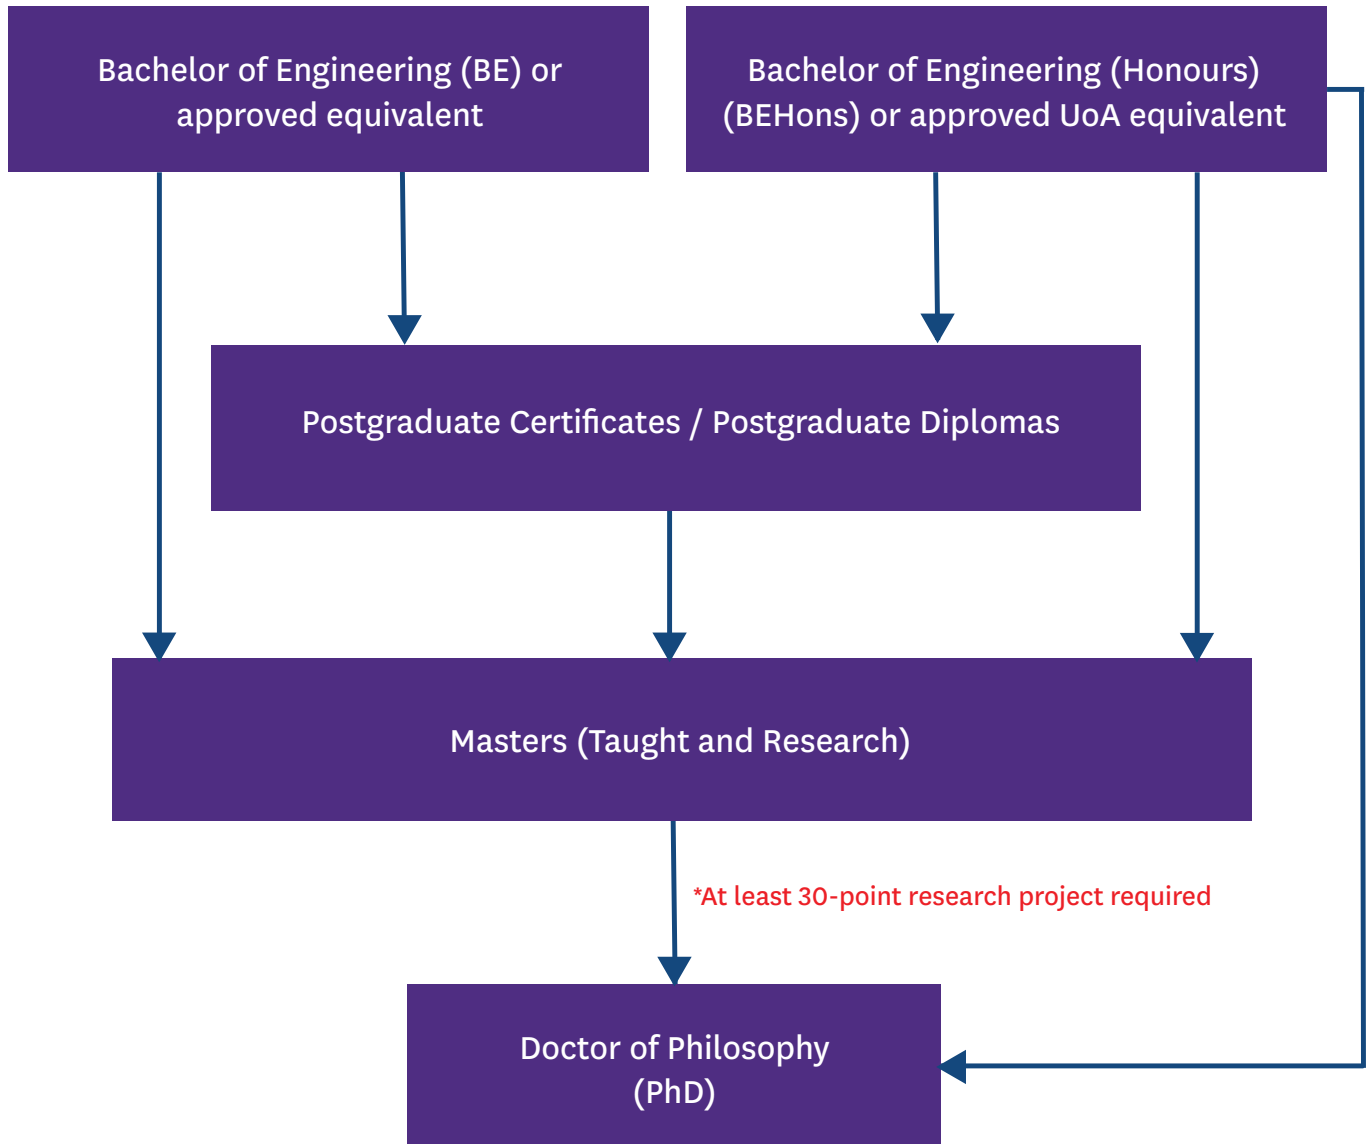 Bachelor of Engineering (BE) or
approved equivalent
Bachelor of Engineering (Honours)
(BEHons) or approved UoA equivalent
Postgraduate Certificates / Postgraduate Diplomas
Masters (Taught and Research)
*At least 30-point research project required
Doctor of Philosophy
(PhD)